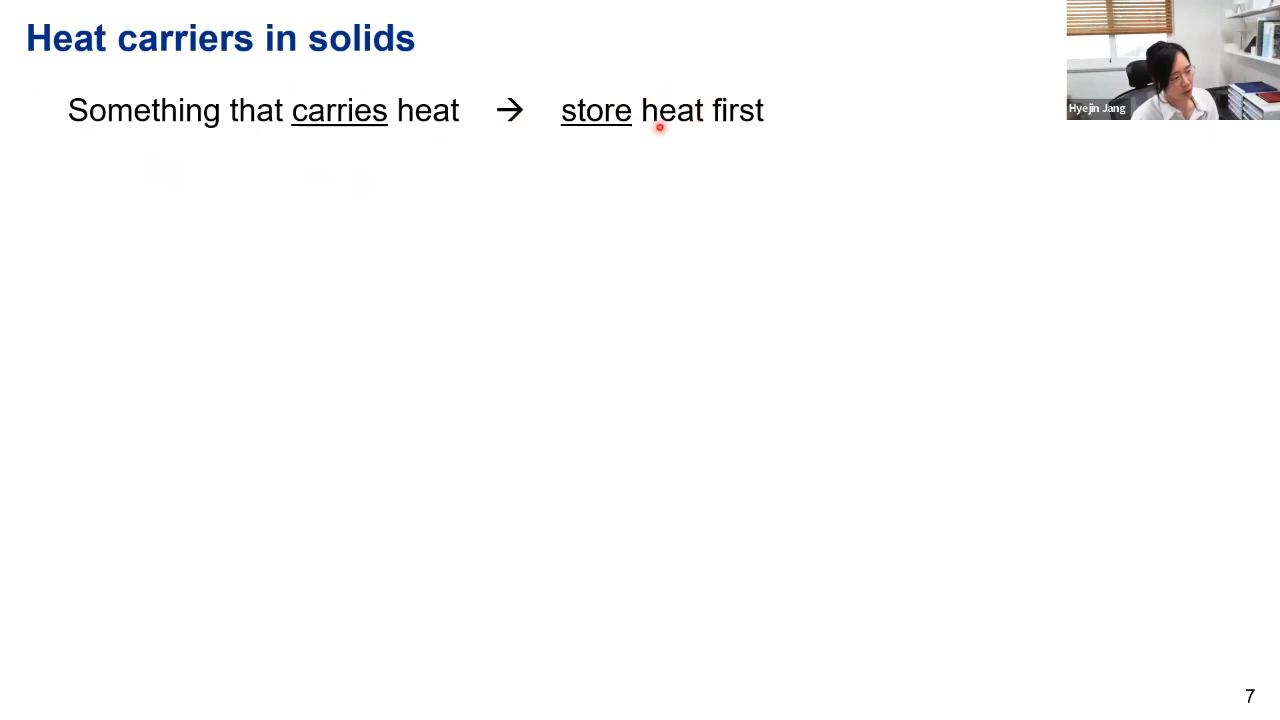 Heat carriers in solids
Something that carries heat → store heat first
Hyejin Jang
7